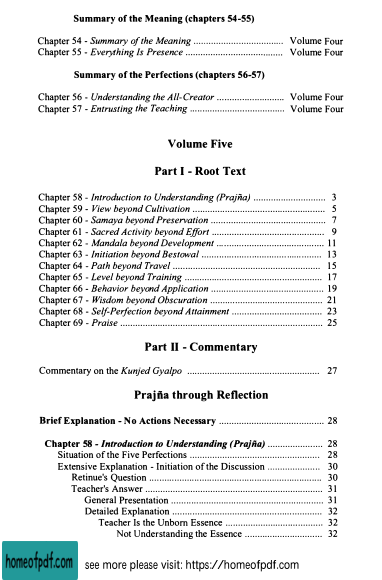 Summary of the Meaning (chapters 54-55)
Chapter 54 - Summary of the Meaning .................................... Volume Four
Chapter 55 - Everything Is Presence ....................................... Volume Four
Summary of the Perfections (chapters 56-57)
Chapter 56 - Understanding the All-Creator ........................... Volume Four
Chapter 57 - Entrusting the Teaching ...................................... Volume Four
Volume Five
Part I - Root Text
Chapter 58 - Introduction to Understanding (Prajña) ............................. 3
Chapter 59 - View beyond Cultivation ...................................................... 5
Chapter 60 - Samaya beyond Preservation .............................................. 7
Chapter 61 - Sacred Activity beyond Effort .............................................. 9
Chapter 62 - Mandala beyond Development ............................................ 11
Chapter 63 - Initiation beyond Bestowal ................................................ 13
Chapter 64 - Path beyond Travel ............................................................ 15
Chapter 65 - Level beyond Training ....................................................... 17
Chapter 66 - Behavior beyond Application ............................................. 19
Chapter 67 - Wisdom beyond Obscuration ............................................. 21
Chapter 68 - Self-Perfection beyond Attainment ..................................... 23
Chapter 69 - Praise ................................................................................. 25
Part II - Commentary
Commentary on the Kunjed Gyalpo ..................................................... 27
Prajña through Reflection
Brief Explanation - No Actions Necessary .......................................... 28
Chapter 58 - Introduction to Understanding (Prajña) ...................... 28
Situation of the Five Perfections ..................................................... 28
Extensive Explanation - Initiation of the Discussion ..................... 30
Retinue's Question ........................................................................ 30
Teacher's Answer .......................................................................... 31
General Presentation .................................................................. 31
Detailed Explanation .................................................................. 32
Teacher Is the Unborn Essence ............................................... 32
Not Understanding the Essence ............................... 32
homeofpdf.com
see more please visit: https://homeofpdf.com